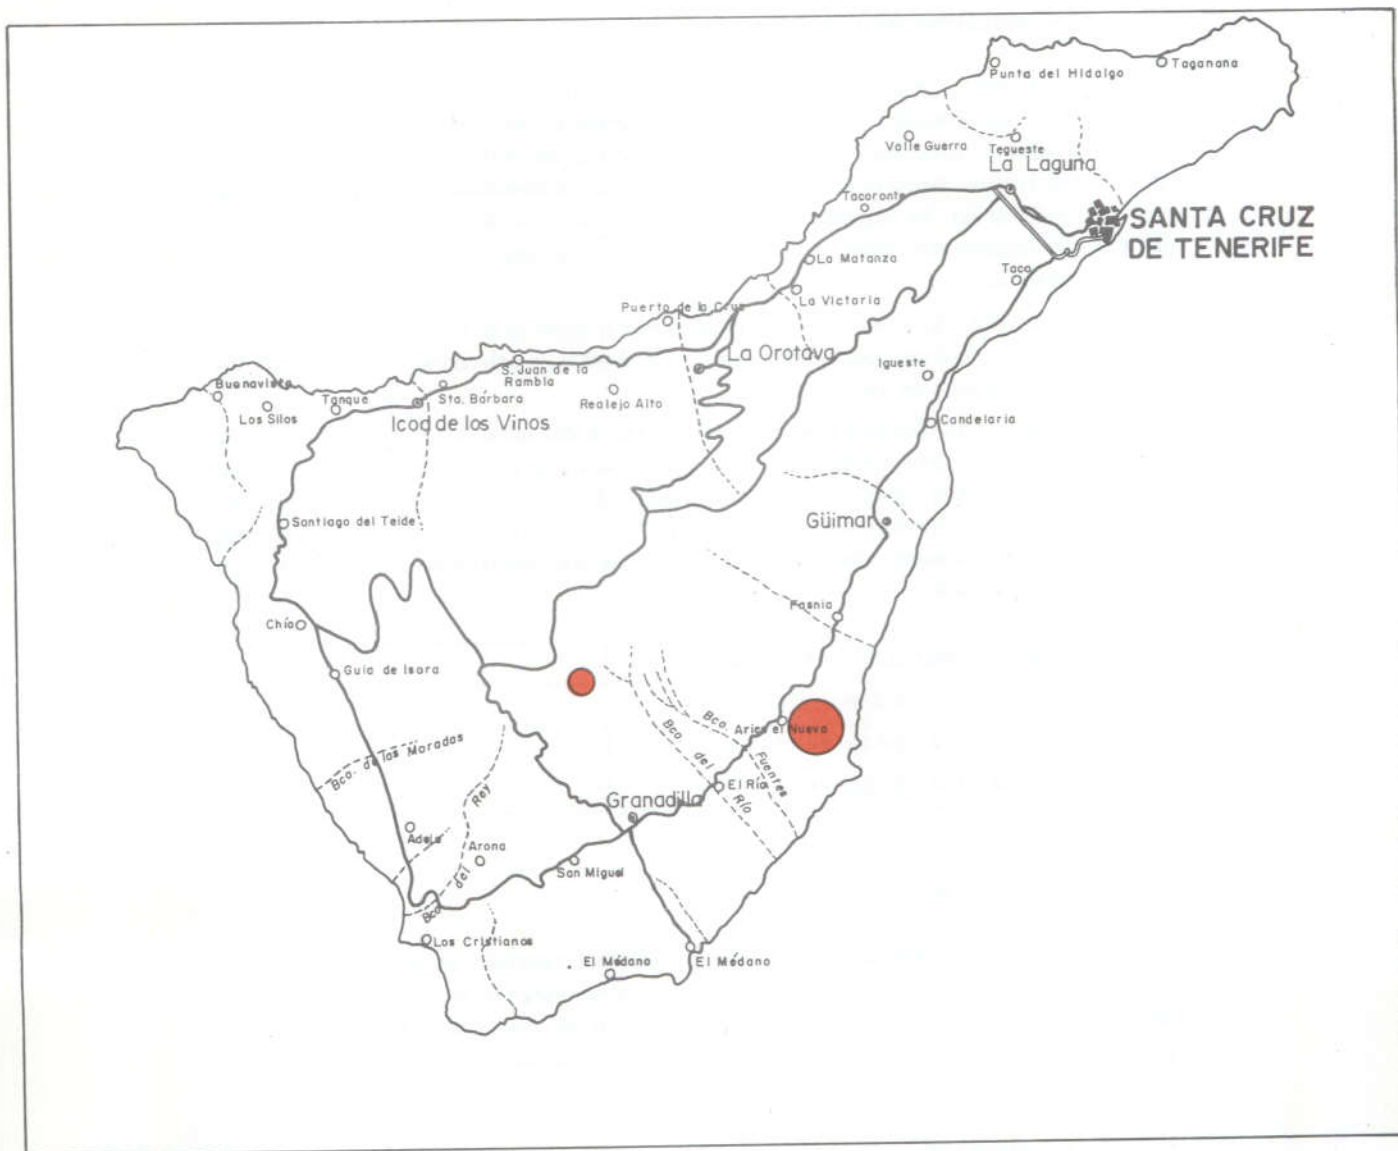 Punta del Hidalgo
Taganana
Valle Guerra
Tegueste
La Laguna
Tacoronte
SANTA CRUZ
DE TENERIFE
La Matanza
Taco
La Victoria
Puerto de la Cruz
La Orotava
Igueste
S. Juan de la
Rambla
Buenavista
Tanque
Sta. Bárbara
Realejo Alto
Los Silos
Icod de los Vinos
Candelaria
Santiago del Teide
Güimar
Fasnia
Chío
Guia de Isora
Bco. de las Moradas
Bco. del Rey
Bco. del Río
Bco. Fuentes
Arico el Nuevo
El Río
Granadilla
Adeje
Arona
San Miguel
Los Cristianos
El Médano
El Médano